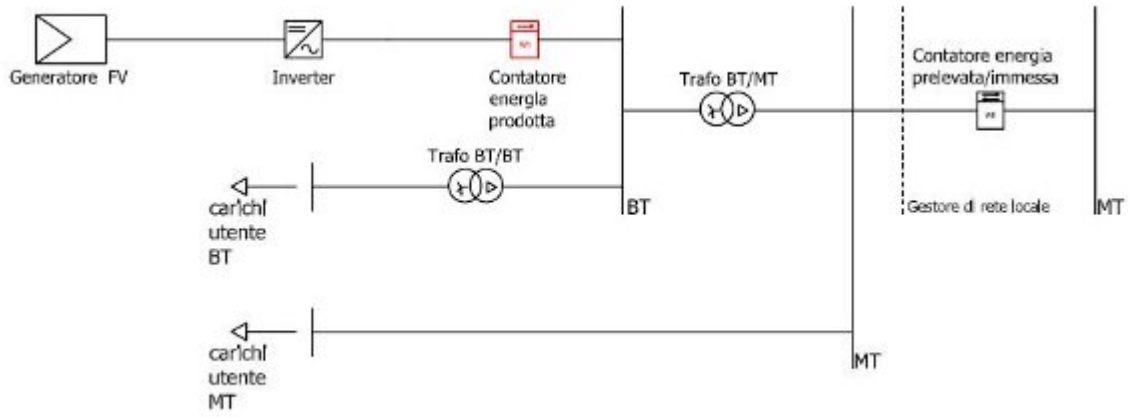 Generatore FV
Inverter
Contatore
energia
prodotta
Trafo BT/MT
Contatore energia
prelevata/immessa
Trafo BT/BT
BT
Gestore di rete locale
MT
carichi
utente
BT
carichi
utente
MT
MT